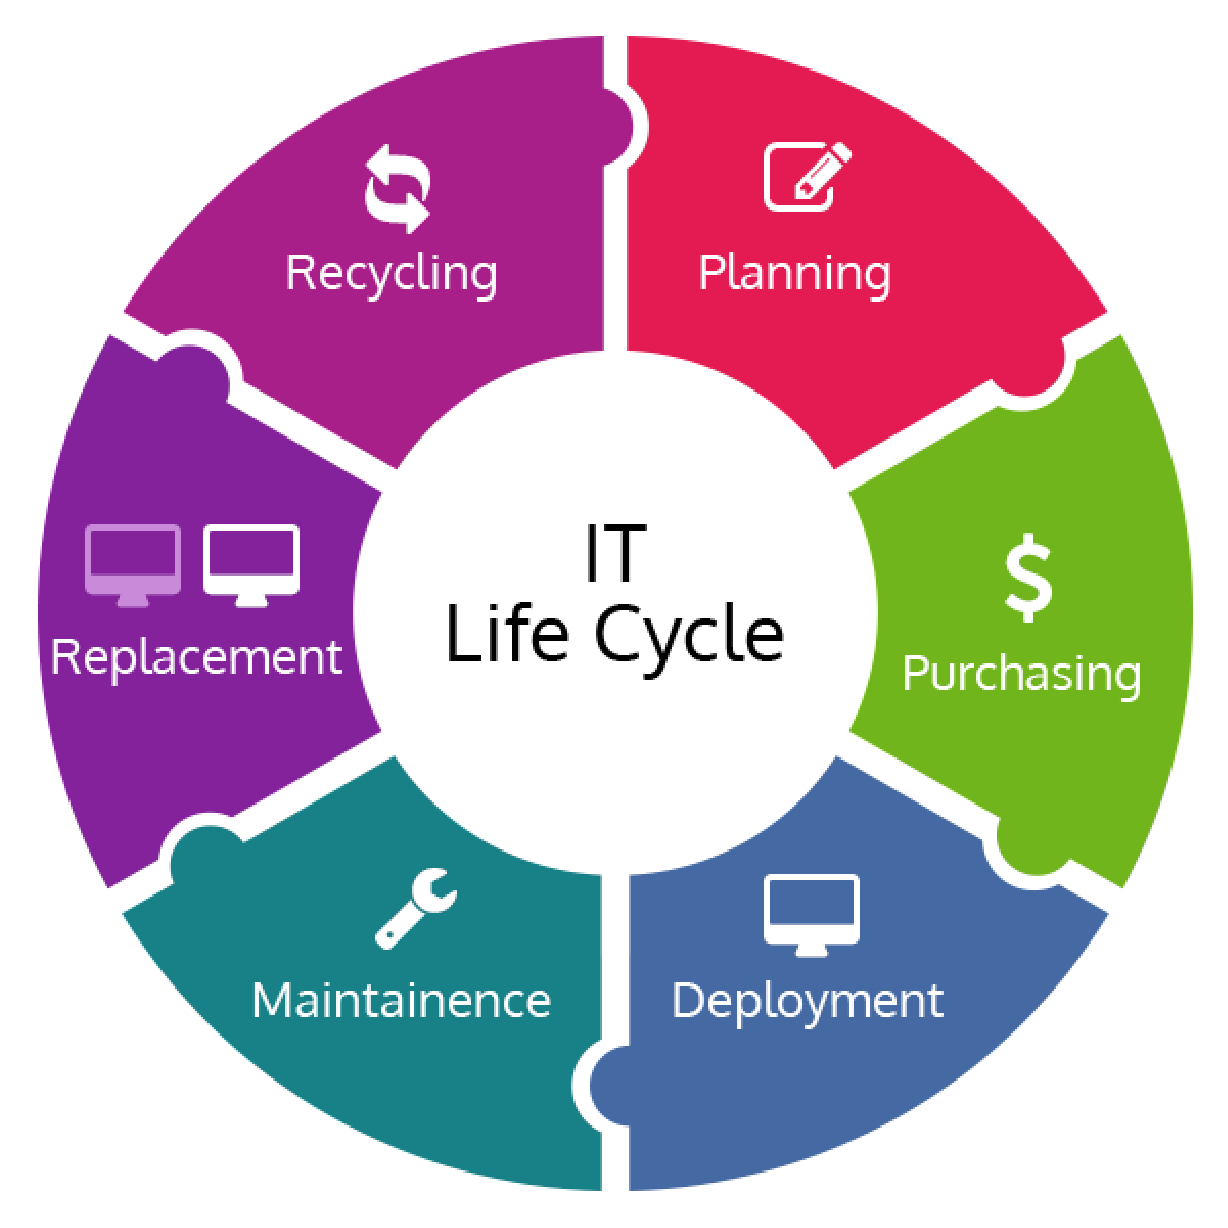 IT
Life Cycle
Planning
$
Purchasing
Deployment
Maintainence
Replacement
Recycling